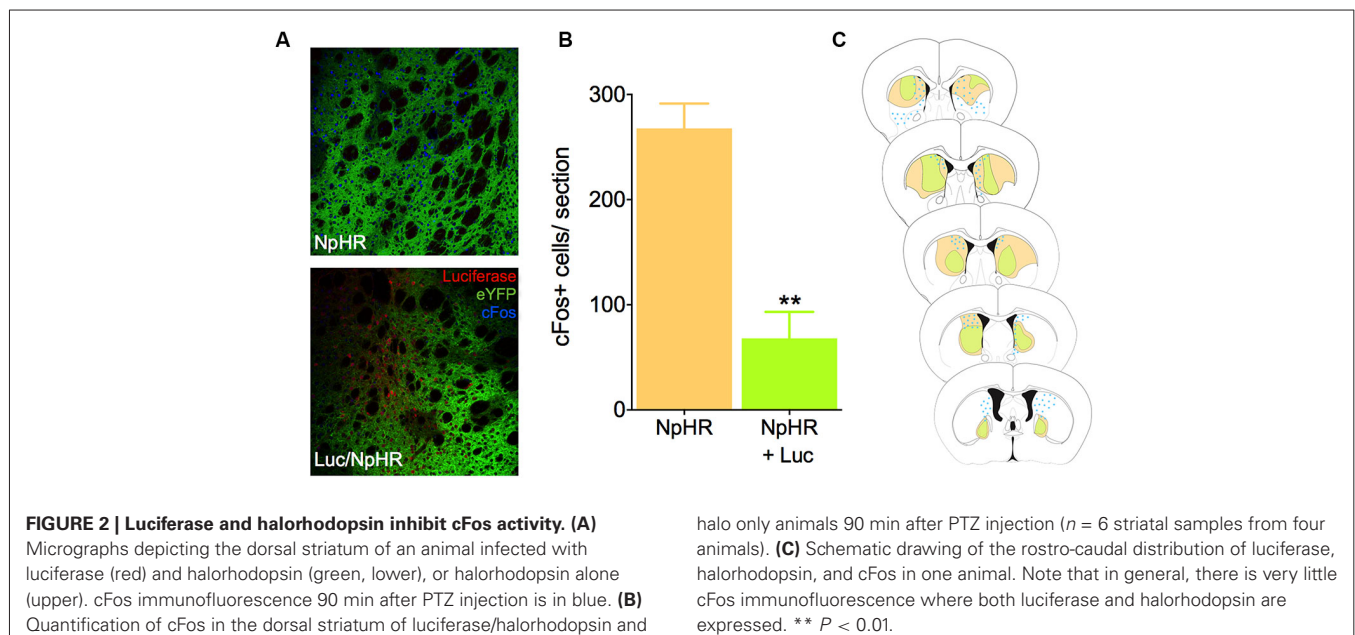 A
B
C
NpHR
Luciferase
eYFP
cFos
Luc/NpHR
cFos+ cells/ section
300
200
100
0
**
NpHR
NpHR
+ Luc
FIGURE 2 | Luciferase and halorhodopsin inhibit cFos activity. (A)
Micrographs depicting the dorsal striatum of an animal infected with
luciferase (red) and halorhodopsin (green, lower), or halorhodopsin alone
(upper). cFos immunofluorescence 90 min after PTZ injection is in blue. (B)
Quantification of cFos in the dorsal striatum of luciferase/halorhodopsin and
halo only animals 90 min after PTZ injection (n = 6 striatal samples from four
animals). (C) Schematic drawing of the rostro-caudal distribution of luciferase,
halorhodopsin, and cFos in one animal. Note that in general, there is very little
cFos immunofluorescence where both luciferase and halorhodopsin are
expressed. ** P < 0.01.